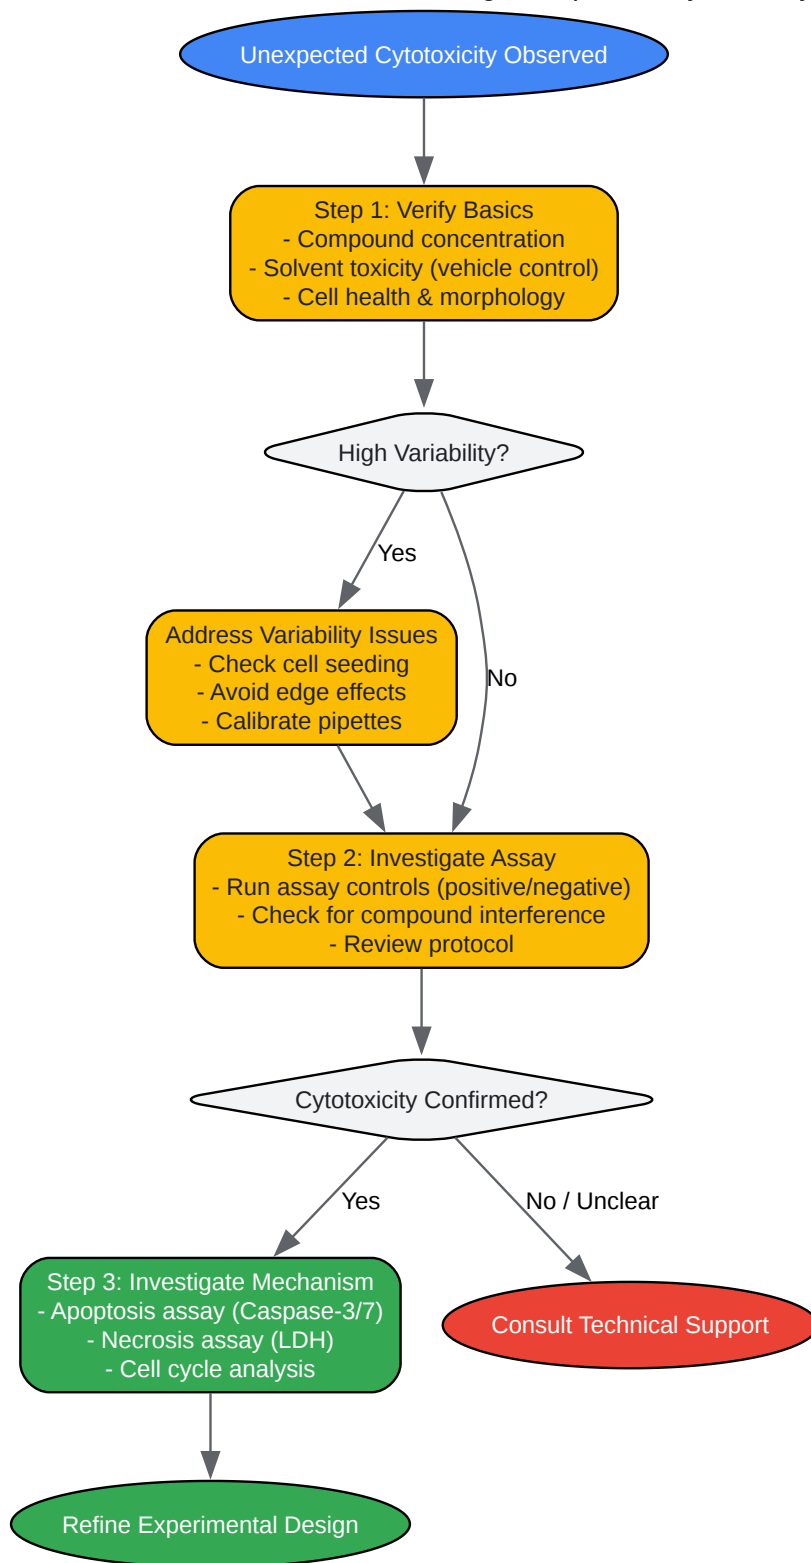 Unexpected Cytotoxicity Observed
Step 1: Verify Basics
- Compound concentration
- Solvent toxicity (vehicle control)
- Cell health & morphology
High Variability?
Yes
No
Address Variability Issues
- Check cell seeding
- Avoid edge effects
- Calibrate pipettes
Step 2: Investigate Assay
- Run assay controls (positive/negative)
- Check for compound interference
- Review protocol
Cytotoxicity Confirmed?
Yes
No / Unclear
Step 3: Investigate Mechanism
- Apoptosis assay (Caspase-3/7)
- Necrosis assay (LDH)
- Cell cycle analysis
Consult Technical Support
Refine Experimental Design